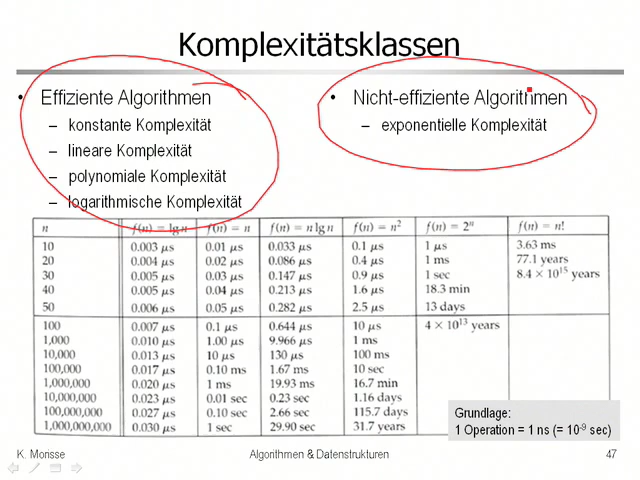 Komplexitätsklassen
• Effiziente Algorithmen
– konstante Komplexität
– lineare Komplexität
– polynomiale Komplexität
– logarithmische Komplexität
• Nicht-effiziente Algorithmen
– exponentielle Komplexität
n f(n) = lg n f(n) = n f(n) = n lg n f(n) = n² f(n) = 2ⁿ f(n) = n!
10 0.003 µs 0.01 µs 0.033 µs 0.1 µs 1 µs 3.63 ms
20 0.004 µs 0.02 µs 0.086 µs 0.4 µs 1 ms 77.1 years
30 0.005 µs 0.03 µs 0.147 µs 0.9 µs 1 sec 8.4 × 10¹⁵ years
40 0.005 µs 0.04 µs 0.213 µs 1.6 µs 18.3 min
50 0.006 µs 0.05 µs 0.282 µs 2.5 µs 13 days
100 0.007 µs 0.1 µs 0.644 µs 10 µs 4 × 10¹³ years
1,000 0.010 µs 1.00 µs 9.966 µs 1 ms
10,000 0.013 µs 10 µs 130 µs 100 ms
100,000 0.017 µs 0.10 ms 1.67 ms 10 sec
1,000,000 0.020 µs 1 ms 19.93 ms 16.7 min
10,000,000 0.023 µs 0.01 sec 0.23 sec 1.16 days
100,000,000 0.027 µs 0.10 sec 2.66 sec 115.7 days
1,000,000,000 0.030 µs 1 sec 29.90 sec 31.7 years
Grundlage:
1 Operation = 1 ns (= 10⁻⁹ sec)
K. Morisse Algorithmen & Datenstrukturen 47